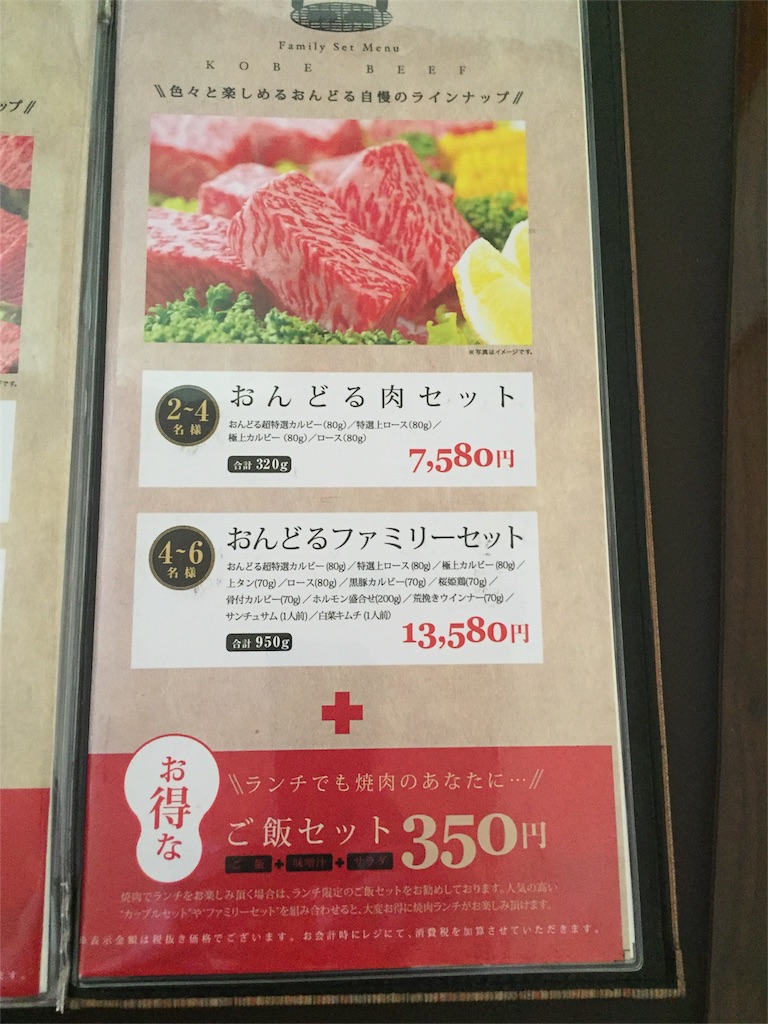 Family Set Menu
KOBE BEEF
\\色々と楽しめるおんどる自慢のラインナップ//
ップ//
※写真はイメージです。
です。
2~4
名様
おんどる肉セット
おんどる超特選カルビー(80g)／特選上ロース(80g)／
極上カルビー (80g)／ロース(80g)
合計 320g
7,580円
4~6
名様
おんどるファミリーセット
おんどる超特選カルビー(80g)／特選上ロース(80g)／極上カルビー(80g)／
上タン(70g)／ロース(80g)／黒豚カルビー(70g)／桜姫鶏(70g)／
骨付カルビー(70g)／ホルモン盛合せ(200g)／荒挽きウインナー(70g)／
サンチュサム(1人前)／白菜キムチ(1人前)
合計 950g
13,580円
+
お得な
\\ランチでも焼肉のあなたに…//
ご飯セット350円
ご飯+味噌汁+サラダ
焼肉でランチをお楽しみ頂く場合は、ランチ限定のご飯セットをお勧めしております。人気の高い
"カップルセット"や"ファミリーセット"を組み合わせると、大変お得に焼肉ランチがお楽しみ頂けます。
※表示金額は税抜き価格でございます。お会計時にレジにて、消費税を加算させていただきます。
ます。